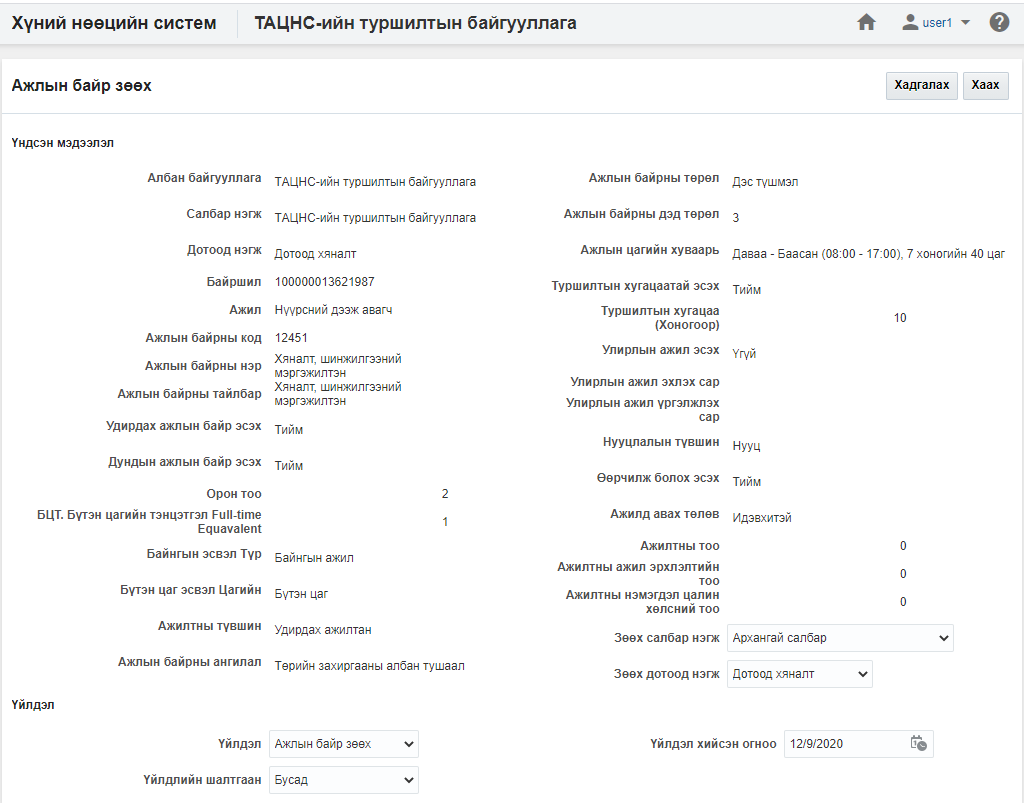 Хүний нөөцийн систем
ТАЦНС-ийн туршилтын байгууллага
user1
Ажлын байр зөөх
Хадгалах
Хаах
Үндсэн мэдээлэл
Албан байгууллага
ТАЦНС-ийн туршилтын байгууллага
Салбар нэгж
ТАЦНС-ийн туршилтын байгууллага
Дотоод нэгж
Дотоод хяналт
Байршил
100000013621987
Ажил
Нүүрсний дээж авагч
Ажлын байрны код
12451
Ажлын байрны нэр
Хяналт, шинжилгээний
мэргэжилтэн
Ажлын байрны тайлбар
Хяналт, шинжилгээний
мэргэжилтэн
Удирдах ажлын байр эсэх
Тийм
Дундын ажлын байр эсэх
Тийм
Орон тоо
2
БЦТ. Бүтэн цагийн тэнцэтгэл Full-time
Equavalent
1
Байнгын эсвэл Түр
Байнгын ажил
Бүтэн цаг эсвэл Цагийн
Бүтэн цаг
Ажилтны түвшин
Удирдах ажилтан
Ажлын байрны ангилал
Төрийн захиргааны албан тушаал
Ажлын байрны төрөл
Дэс түшмэл
Ажлын байрны дэд төрөл
3
Ажлын цагийн хуваарь
Даваа - Баасан (08:00 - 17:00), 7 хоногийн 40 цаг
Туршилтын хугацаатай эсэх
Тийм
Туршилтын хугацаа
(Хоногоор)
10
Улирлын ажил эсэх
Үгүй
Улирлын ажил эхлэх сар
Улирлын ажил үргэлжлэх
сар
Нууцлалын түвшин
Нууц
Өөрчилж болох эсэх
Тийм
Ажилд авах төлөв
Идэвхитэй
Ажилтны тоо
0
Ажилтны ажил эрхлэлтийн
тоо
0
Ажилтны нэмэгдэл цалин
хөлсний тоо
0
Зөөх салбар нэгж
Архангай салбар
Зөөх дотоод нэгж
Дотоод хяналт
Үйлдэл
Үйлдэл
Ажлын байр зөөх
Үйлдэл хийсэн огноо
12/9/2020
Үйлдлийн шалтгаан
Бусад